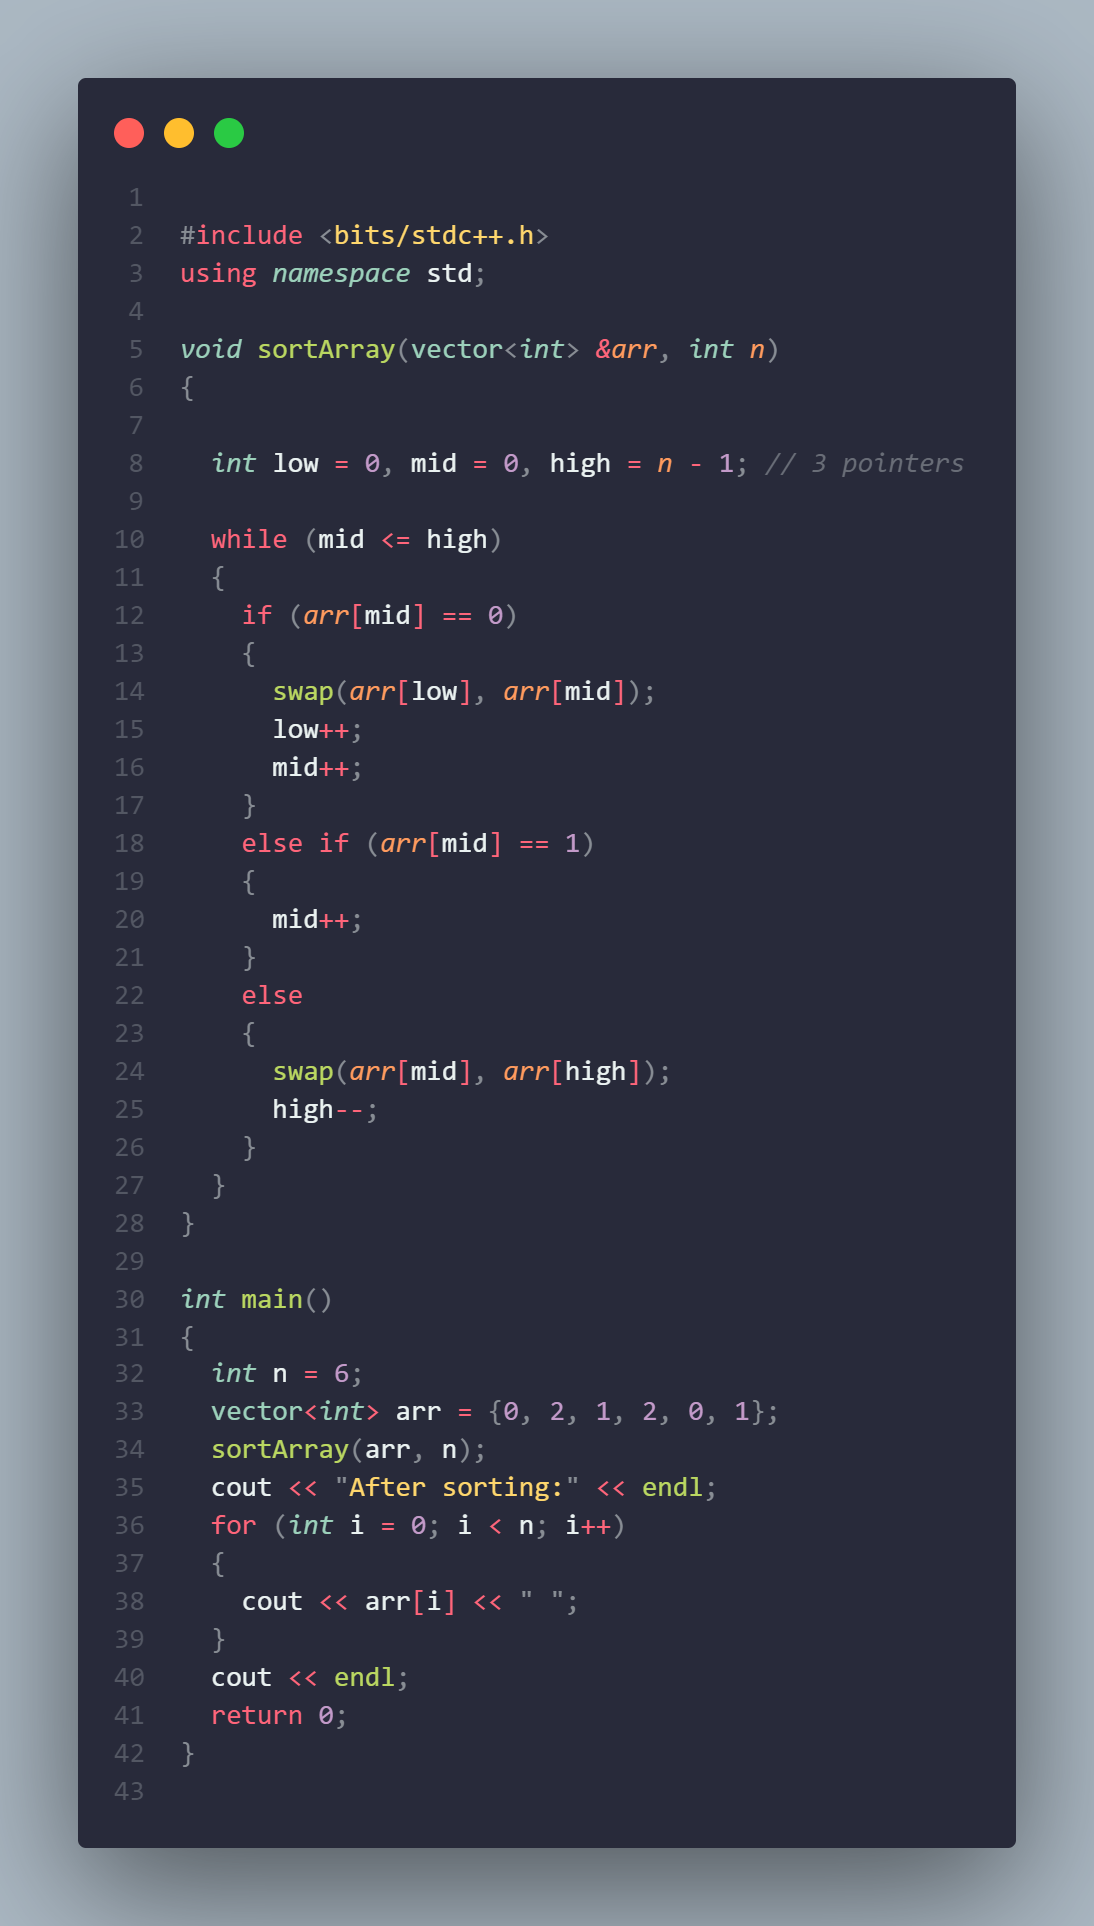 1
2 #include <bits/stdc++.h>
3 using namespace std;
4
5 void sortArray(vector<int> &arr, int n)
6 {
7
8   int low = 0, mid = 0, high = n - 1; // 3 pointers
9
10   while (mid <= high)
11   {
12     if (arr[mid] == 0)
13     {
14       swap(arr[low], arr[mid]);
15       low++;
16       mid++;
17     }
18     else if (arr[mid] == 1)
19     {
20       mid++;
21     }
22     else
23     {
24       swap(arr[mid], arr[high]);
25       high--;
26     }
27   }
28 }
29
30 int main()
31 {
32   int n = 6;
33   vector<int> arr = {0, 2, 1, 2, 0, 1};
34   sortArray(arr, n);
35   cout << "After sorting:" << endl;
36   for (int i = 0; i < n; i++)
37   {
38     cout << arr[i] << " ";
39   }
40   cout << endl;
41   return 0;
42 }
43